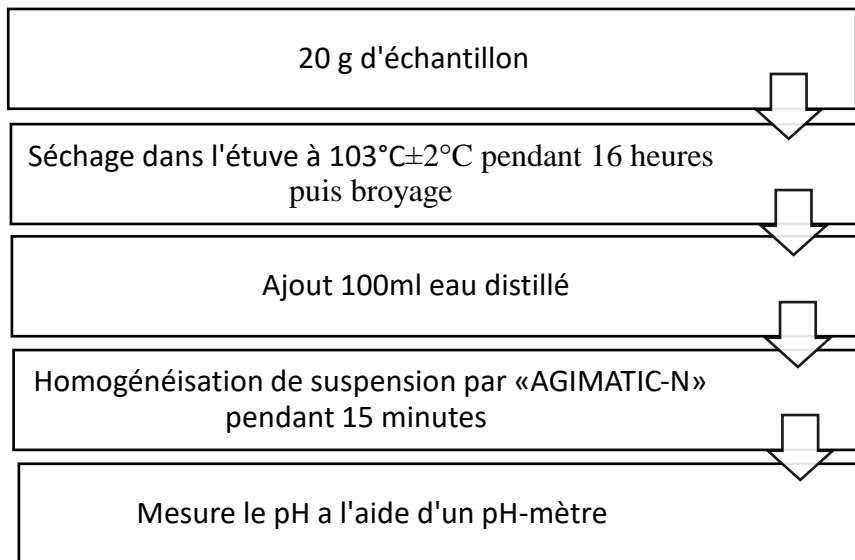 20 g d'échantillon
Séchage dans l'étuve à 103°C±2°C pendant 16 heures
puis broyage
Ajout 100ml eau distillé
Homogénéisation de suspension par «AGIMATIC-N»
pendant 15 minutes
Mesure le pH a l'aide d'un pH-mètre